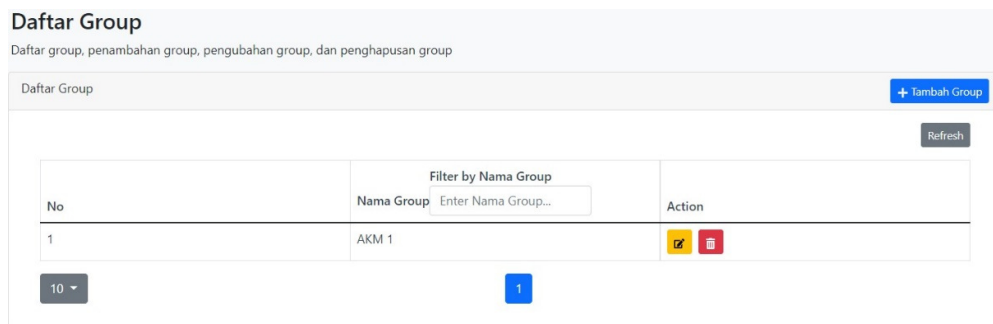 Daftar Group
Daftar group, penambahan group, pengubahan group, dan penghapusan group
Daftar Group
Tambah Group
Refresh
No
Filter by Nama Group
Nama Group Enter Nama Group...
Action
1 AKM 1
10
1